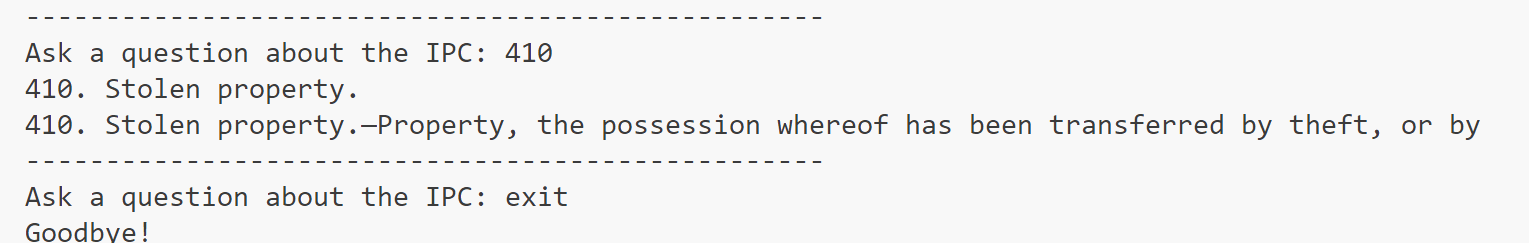 --------------------------------------------------
Ask a question about the IPC: 410
410. Stolen property.
410. Stolen property.—Property, the possession whereof has been transferred by theft, or by
--------------------------------------------------
Ask a question about the IPC: exit
Goodbye!